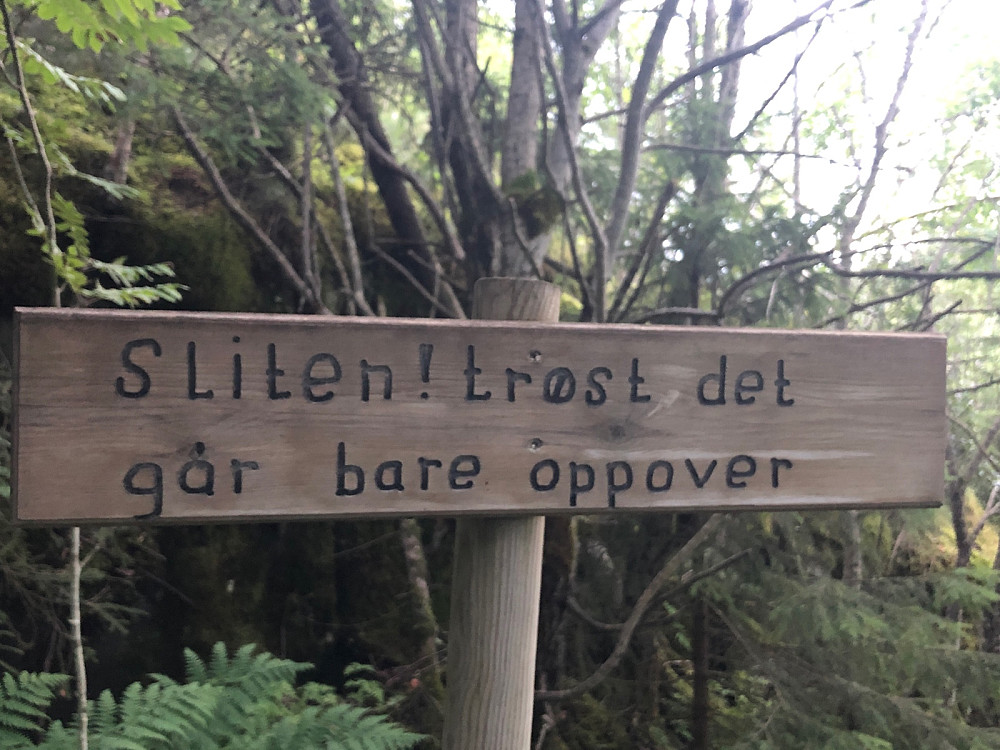 Sliten! trøst det
går bare oppover